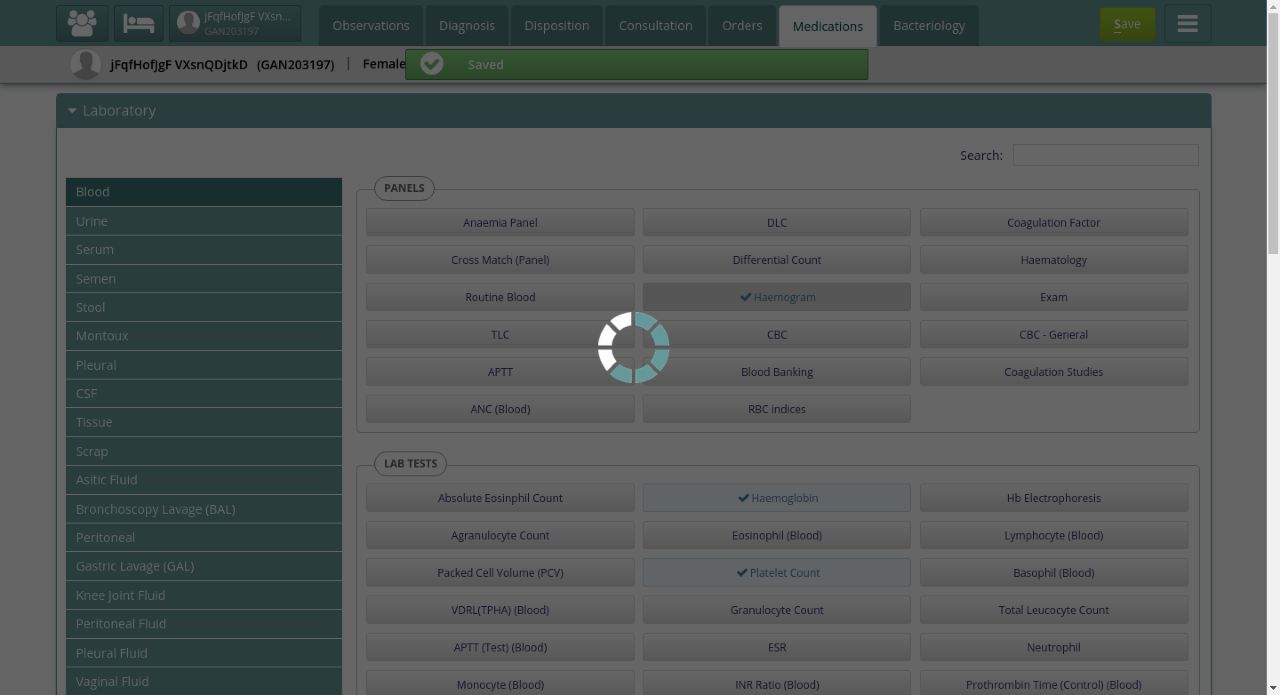 jFqfHofJgF VXsn...
GAN203197
Observations
Diagnosis
Disposition
Consultation
Orders
Medications
Bacteriology
Save
jFqfHofJgF VXsnQDjtkD (GAN203197) | Female
Saved
Laboratory
Search:
Blood
Urine
Serum
Semen
Stool
Montoux
Pleural
CSF
Tissue
Scrap
Asitic Fluid
Bronchoscopy Lavage (BAL)
Peritoneal
Gastric Lavage (GAL)
Knee Joint Fluid
Peritoneal Fluid
Pleural Fluid
Vaginal Fluid
PANELS
Anaemia Panel
DLC
Coagulation Factor
Cross Match (Panel)
Differential Count
Haematology
Routine Blood
Haemogram
Exam
TLC
CBC
CBC - General
APTT
Blood Banking
Coagulation Studies
ANC (Blood)
RBC indices
LAB TESTS
Absolute Eosinphil Count
Haemoglobin
Hb Electrophoresis
Agranulocyte Count
Eosinophil (Blood)
Lymphocyte (Blood)
Packed Cell Volume (PCV)
Platelet Count
Basophil (Blood)
VDRL(TPHA) (Blood)
Granulocyte Count
Total Leucocyte Count
APTT (Test) (Blood)
ESR
Neutrophil
Monocyte (Blood)
INR Ratio (Blood)
Prothrombin Time (Control) (Blood)